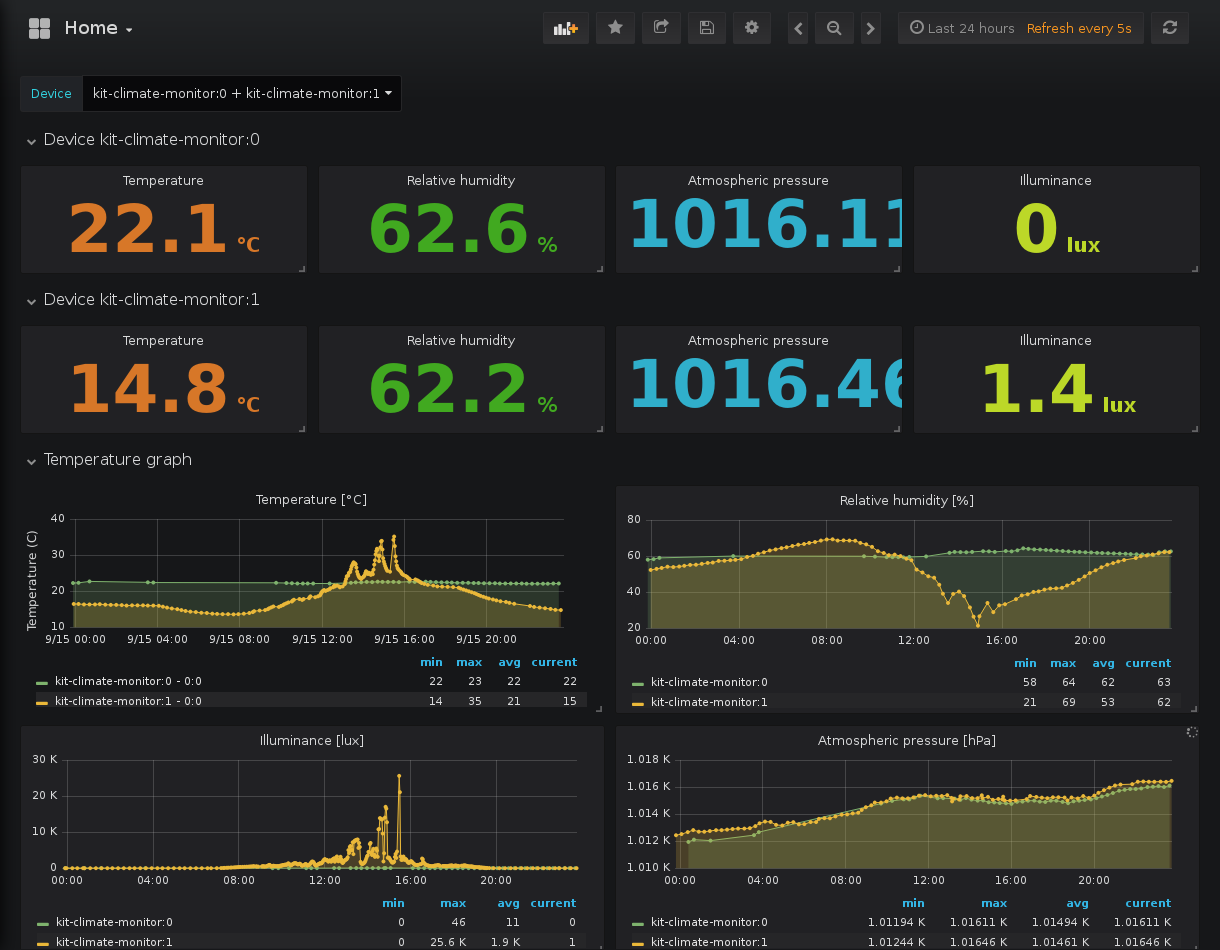 Home
Last 24 hours Refresh every 5s
Device kit-climate-monitor:0 + kit-climate-monitor:1
Device kit-climate-monitor:0
Temperature Relative humidity Atmospheric pressure Illuminance
22.1 °C 62.6 % 1016.11 0 lux
Device kit-climate-monitor:1
Temperature Relative humidity Atmospheric pressure Illuminance
14.8 °C 62.2 % 1016.46 1.4 lux
Temperature graph
Temperature [°C]
Temperature (C)
40
30
20
10
9/15 00:00 9/15 04:00 9/15 08:00 9/15 12:00 9/15 16:00 9/15 20:00
min max avg current
kit-climate-monitor:0 - 0:0 22 23 22 22
kit-climate-monitor:1 - 0:0 14 35 21 15
Relative humidity [%]
80
60
40
20
00:00 04:00 08:00 12:00 16:00 20:00
min max avg current
kit-climate-monitor:0 58 64 62 63
kit-climate-monitor:1 21 69 53 62
Illuminance [lux]
30 K
20 K
10 K
0
00:00 04:00 08:00 12:00 16:00 20:00
min max avg current
kit-climate-monitor:0 0 46 11 0
kit-climate-monitor:1 0 25.6 K 1.9 K 1
Atmospheric pressure [hPa]
1.018 K
1.016 K
1.014 K
1.012 K
1.010 K
00:00 04:00 08:00 12:00 16:00 20:00
min max avg current
kit-climate-monitor:0 1.01194 K 1.01611 K 1.01494 K 1.01611 K
kit-climate-monitor:1 1.01244 K 1.01646 K 1.01461 K 1.01646 K